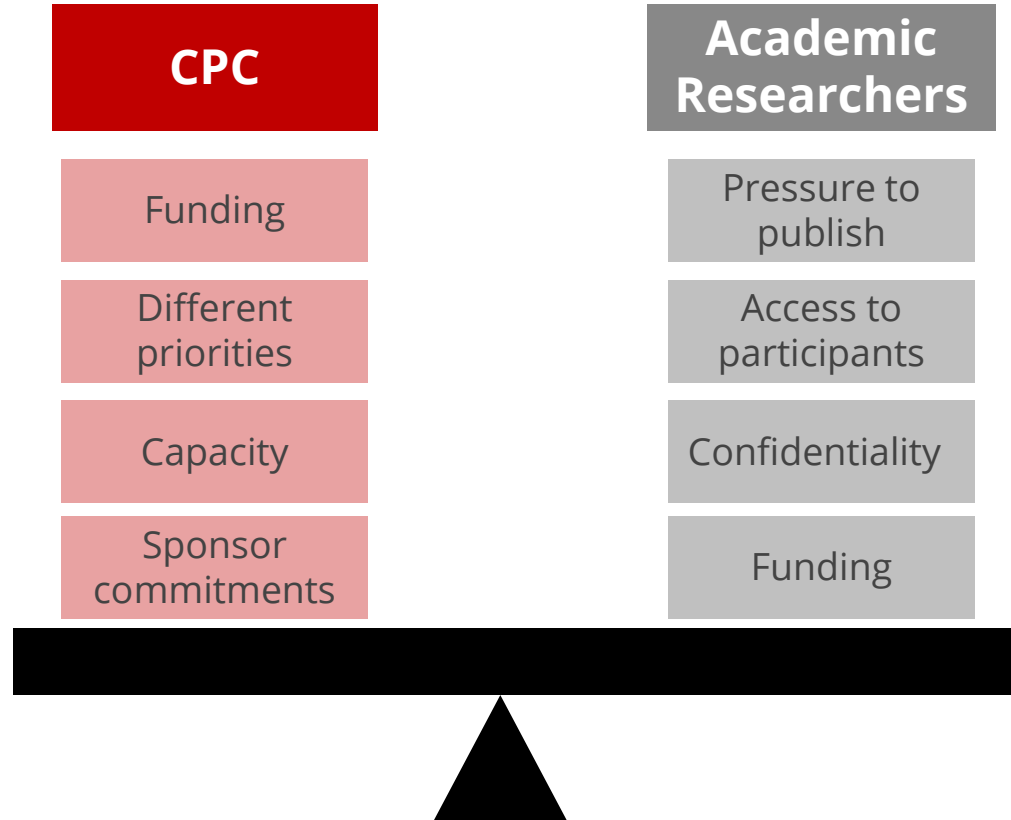 CPC
Funding
Different
priorities
Capacity
Sponsor
commitments
Academic
Researchers
Pressure to
publish
Access to
participants
Confidentiality
Funding